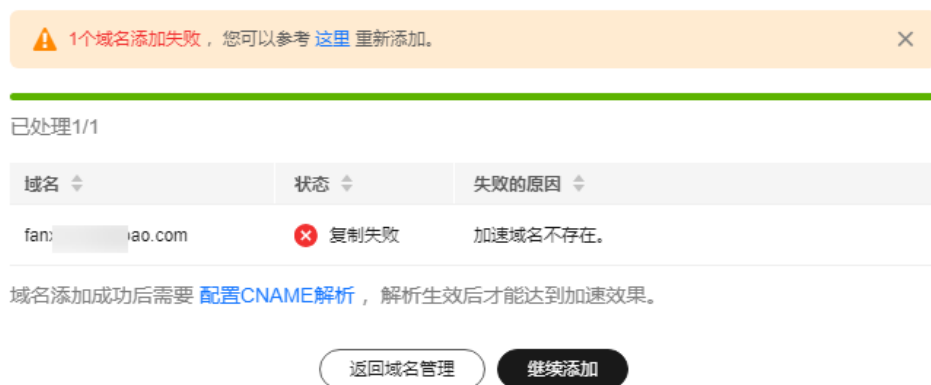 1个域名添加失败，您可以参考 这里 重新添加。
已处理1/1
域名 状态 失败的原因
fan ao.com 复制失败 加速域名不存在。
域名添加成功后需要 配置CNAME解析 ，解析生效后才能达到加速效果。
返回域名管理 继续添加